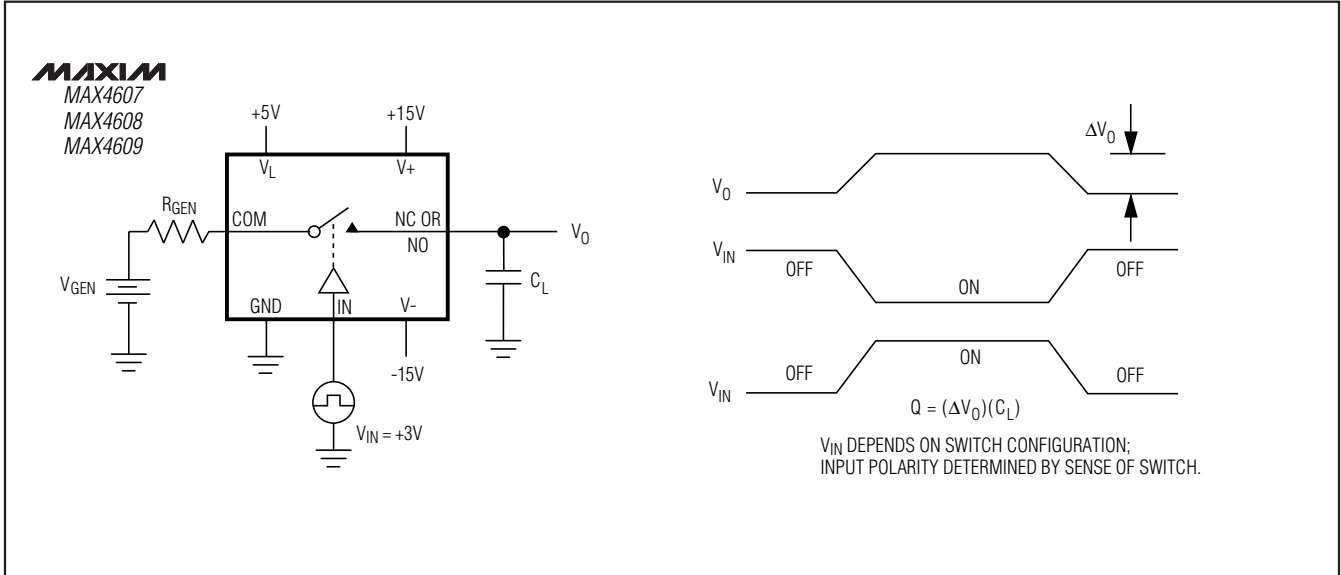 MAXIM
MAX4607
MAX4608
MAX4609
+5V
+15V
VL
V+
RGEN
COM
NC OR
NO
VO
VGEN
CL
GND
IN
V-
-15V
VIN = +3V
ΔVO
VO
VIN
OFF
ON
OFF
VIN
OFF
ON
OFF
Q = (ΔVO)(CL)
VIN DEPENDS ON SWITCH CONFIGURATION;
INPUT POLARITY DETERMINED BY SENSE OF SWITCH.